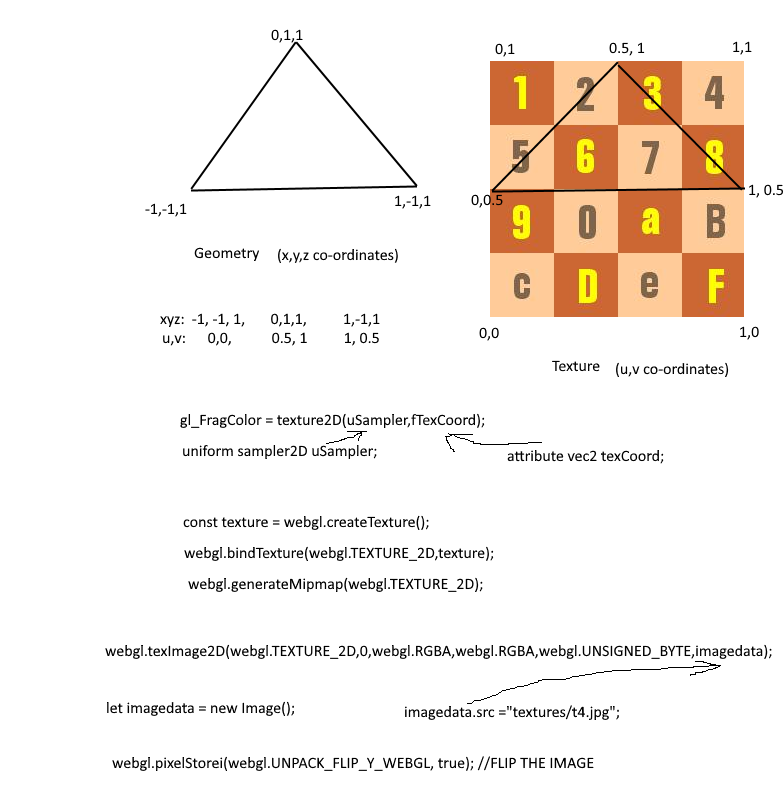 0,1,1
0,1 0.5, 1 1,1
1 2 3 4
5 6 7 8
-1,-1,1 1,-1,1 0,0.5 1, 0.5
9 0 a B
Geometry (x,y,z co-ordinates)
c D e F
xyz: -1, -1, 1, 0,1,1, 1,-1,1
u,v: 0,0, 0.5, 1 1, 0.5
0,0 1,0
Texture (u,v co-ordinates)
gl_FragColor = texture2D(uSampler,fTexCoord);
uniform sampler2D uSampler; attribute vec2 texCoord;
const texture = webgl.createTexture();
webgl.bindTexture(webgl.TEXTURE_2D,texture);
webgl.generateMipmap(webgl.TEXTURE_2D);
webgl.texImage2D(webgl.TEXTURE_2D,0,webgl.RGBA,webgl.RGBA,webgl.UNSIGNED_BYTE,imagedata);
let imagedata = new Image(); imagedata.src ="textures/t4.jpg";
webgl.pixelStorei(webgl.UNPACK_FLIP_Y_WEBGL, true); //FLIP THE IMAGE